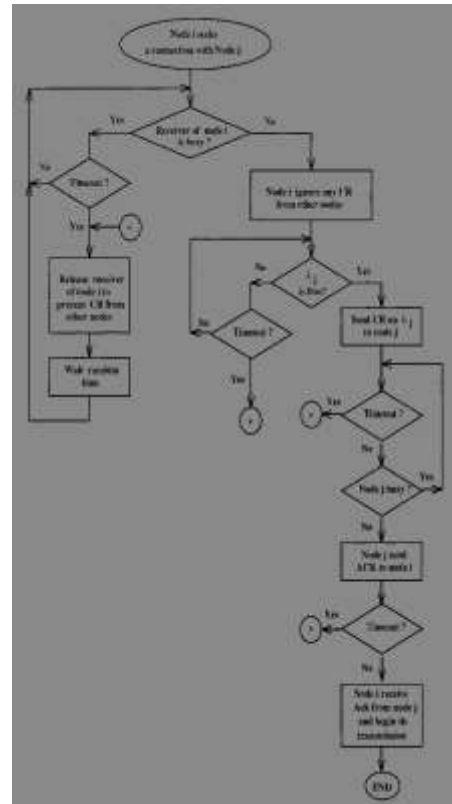 Node i seeks
a connection with Node j
Receiver of node i
is busy ?
Yes
No
Timeout ?
No
Yes
Node i ignores any CR
from other nodes
Release receiver
of node i to
process CR from
other nodes
Wait random
time
λ j
is free?
No
Yes
Timeout ?
No
Yes
Send CR on λ j
to node j
Timeout ?
Yes
No
Node j busy ?
Yes
No
Node j send
ACK to node i
Timeout ?
Yes
No
Node i receive
Ack from node j
and begin its
transmission
END